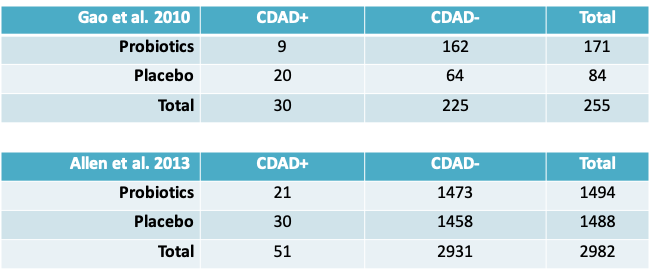 Gao et al. 2010 CDAD+ CDAD- Total
Probiotics 9 162 171
Placebo 20 64 84
Total 30 225 255
Allen et al. 2013 CDAD+ CDAD- Total
Probiotics 21 1473 1494
Placebo 30 1458 1488
Total 51 2931 2982